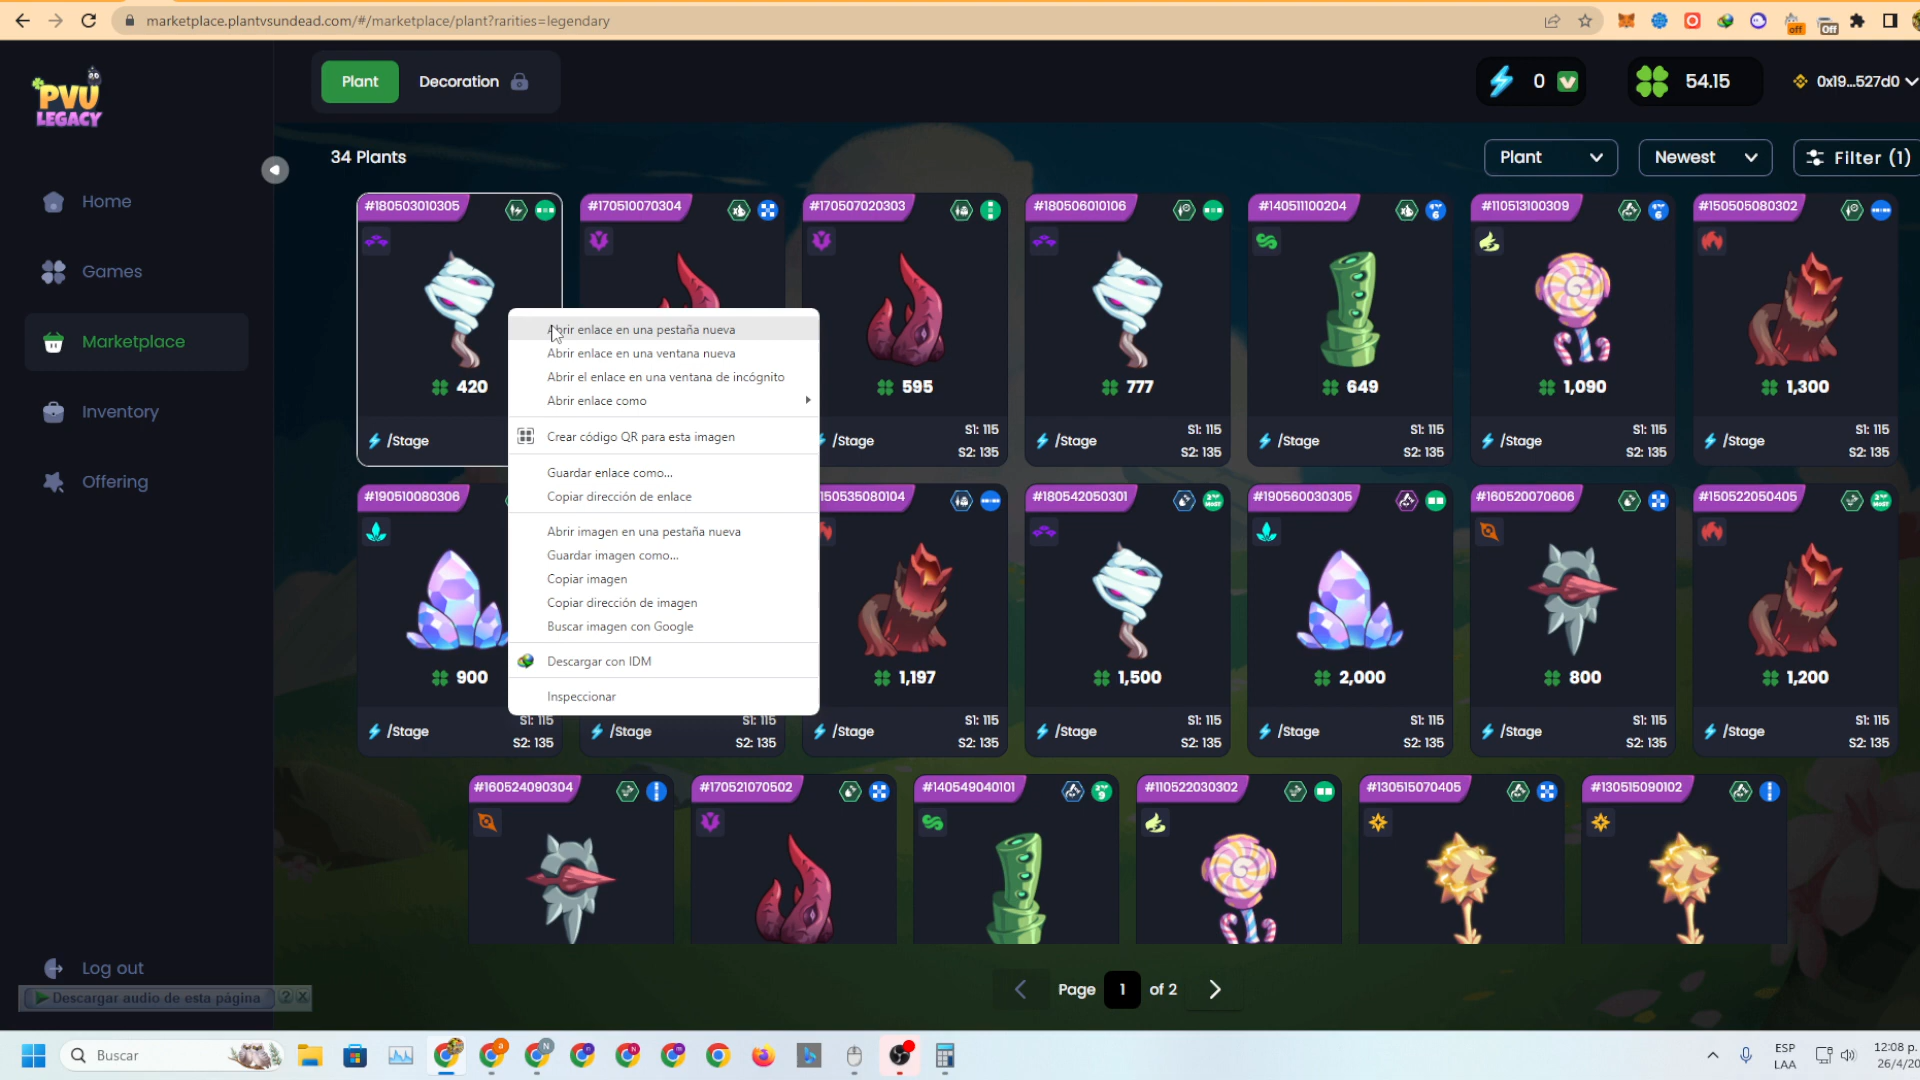 marketplace.plantvsundead.com/#/marketplace/plant?rarities=legendary
off
Off
PVU
LEGACY
Plant
Decoration
0
54.15
0x19...527d0
34 Plants
Plant
Newest
Filter (1)
Home
Games
Marketplace
Inventory
Offering
Log out
Descargar audio de esta página
?
X
#180503010305
420
/Stage
#170510070304
#170507020303
595
/Stage
S1: 115
S2: 135
#180506010106
777
/Stage
S1: 115
S2: 135
#140511100204
6
649
/Stage
S1: 115
S2: 135
#110513100309
6
1,090
/Stage
S1: 115
S2: 135
#150505080302
1,300
/Stage
S1: 115
S2: 135
/Stage
Abrir enlace en una pestaña nueva
Abrir enlace en una ventana nueva
Abrir el enlace en una ventana de incógnito
Abrir enlace como
Crear código QR para esta imagen
Guardar enlace como...
Copiar dirección de enlace
Abrir imagen en una pestaña nueva
Guardar imagen como...
Copiar imagen
Copiar dirección de imagen
Buscar imagen con Google
Descargar con IDM
Inspeccionar
#190510080306
900
/Stage
S1: 115
S2: 135
/Stage
S1: 115
S2: 135
150535080104
1,197
/Stage
S1: 115
S2: 135
#180542050301
1,500
/Stage
S1: 115
S2: 135
#190560030305
2,000
/Stage
S1: 115
S2: 135
#160520070606
800
/Stage
S1: 115
S2: 135
#150522050405
1,200
/Stage
S1: 115
S2: 135
#160524090304
#170521070502
#140549040101
9
#110522030302
#130515070405
#130515090102
Page
1
of 2
Buscar
ESP
LAA
12:08 p.
26/4/20